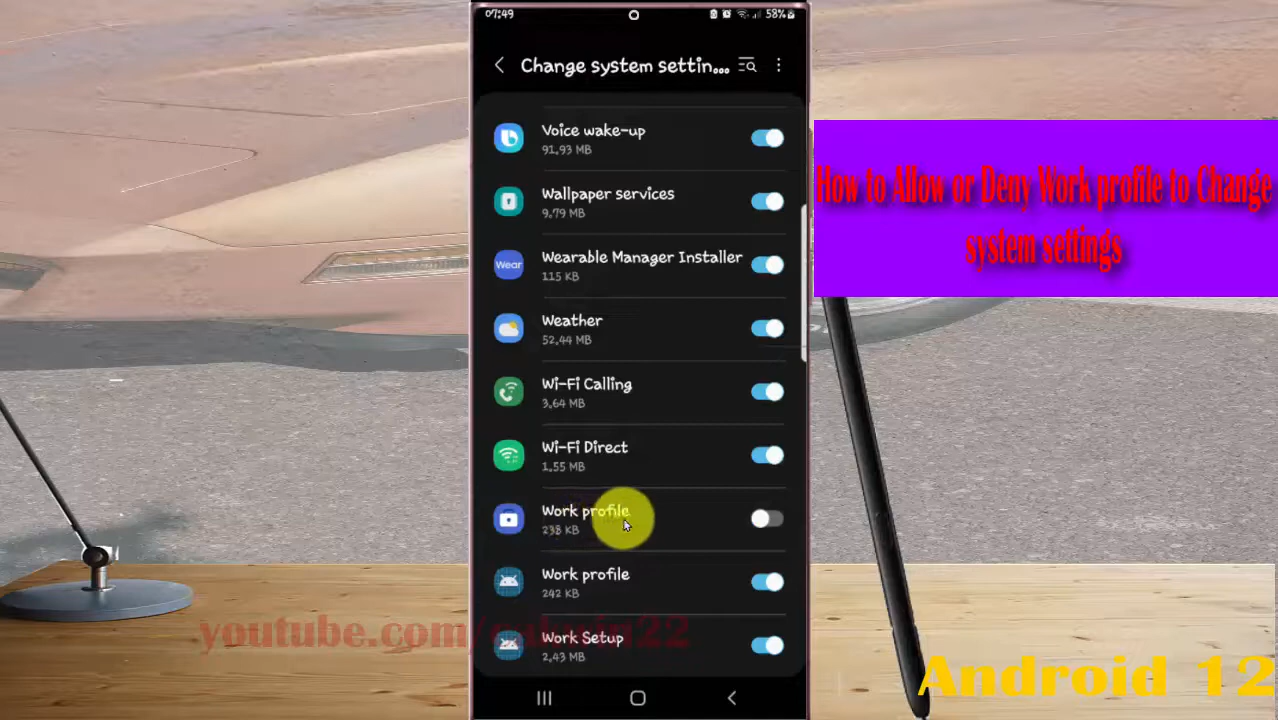 07:49
58%
Change system settin...
Voice wake-up
91.93 MB
Wallpaper services
9.79 MB
Wear
Wearable Manager Installer
115 KB
Weather
52.44 MB
Wi-Fi Calling
3.64 MB
Wi-Fi Direct
1.55 MB
Work profile
233 KB
Work profile
242 KB
Work Setup
2.43 MB
How to Allow or Deny Work profile to Change
system settings
Android 12